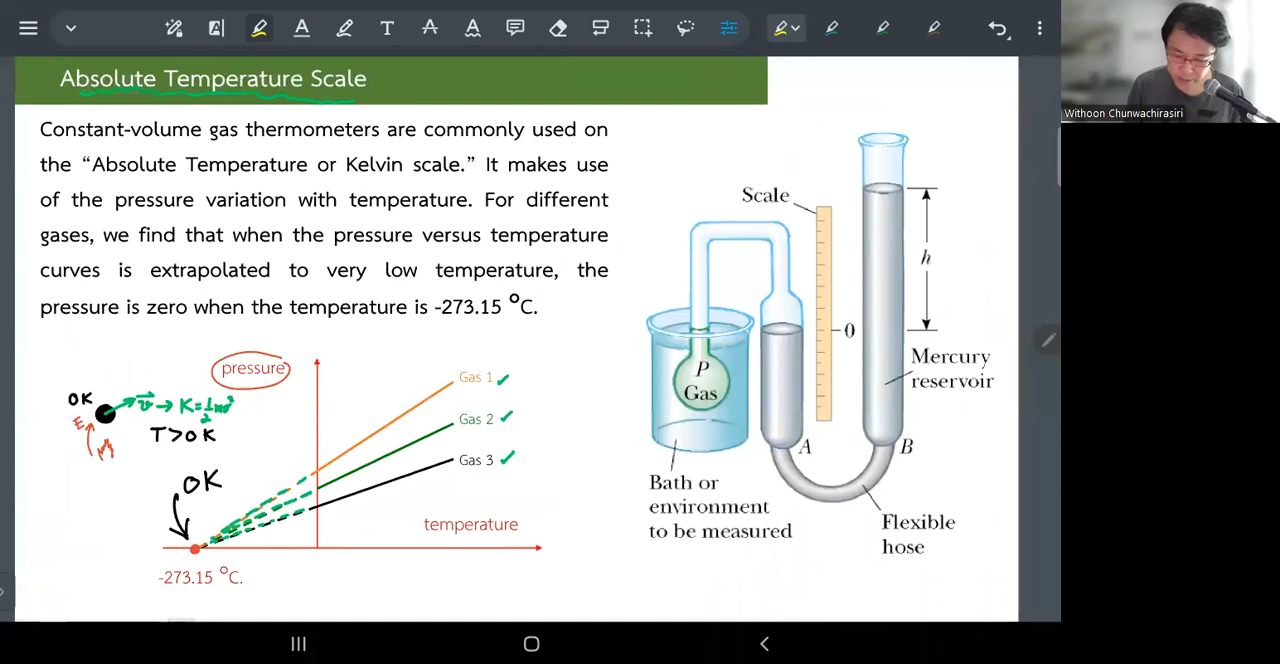 Absolute Temperature Scale
Withoon Chunwachirasiri
Constant-volume gas thermometers are commonly used on
the “Absolute Temperature or Kelvin scale.” It makes use
of the pressure variation with temperature. For different
gases, we find that when the pressure versus temperature
curves is extrapolated to very low temperature, the
pressure is zero when the temperature is -273.15 °C.
pressure
Gas 1
Gas 2
Gas 3
0K
v → K = 1/2 mv²
E
T > 0 K
0K
temperature
-273.15 °C.
Scale
h
0
P
Gas
Mercury
reservoir
A
B
Bath or
environment
to be measured
Flexible
hose